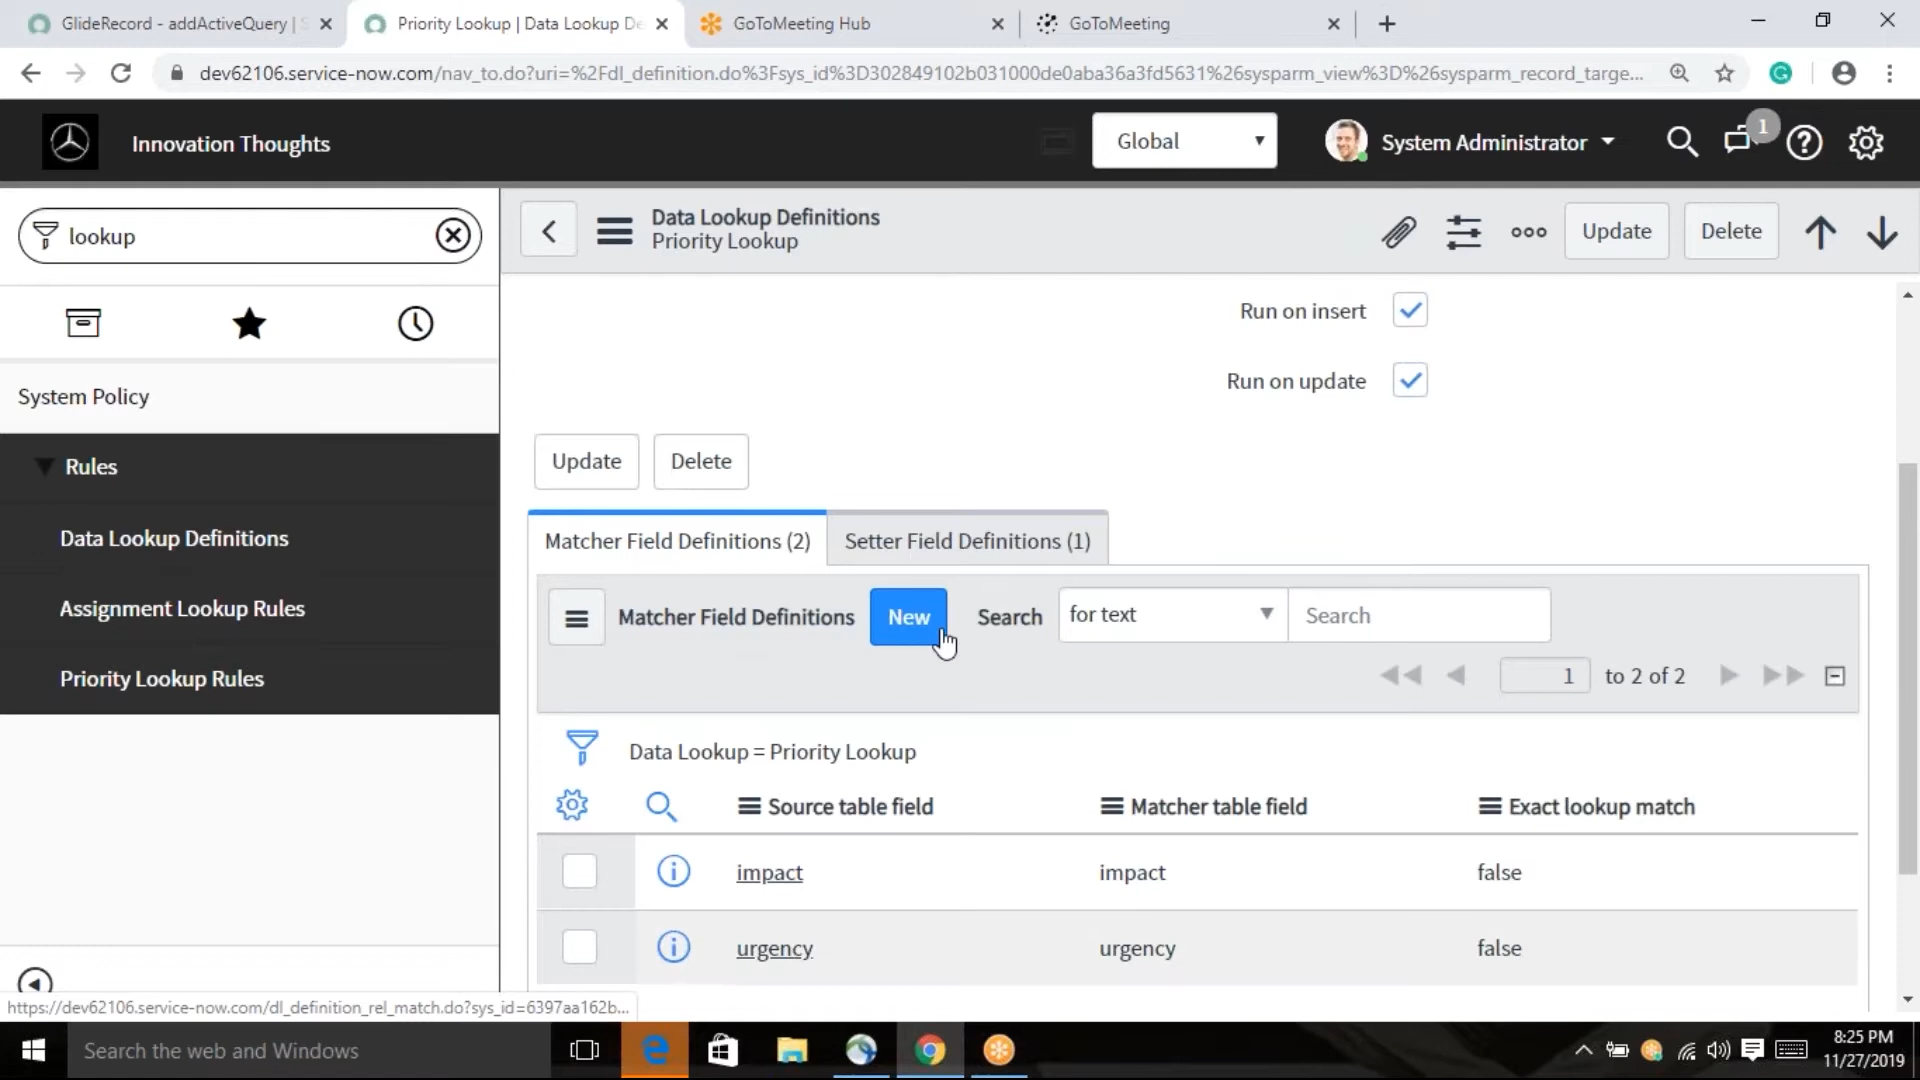 GlideRecord - addActiveQuery | S
Priority Lookup | Data Lookup De
GoToMeeting Hub
GoToMeeting
dev62106.service-now.com/nav_to.do?uri=%2Fdl_definition.do%3Fsys_id%3D302849102b031000de0aba36a3fd5631%26sysparm_view%3D%26sysparm_record_targe...
Innovation Thoughts
Global
System Administrator
1
lookup
Data Lookup Definitions
Priority Lookup
Update
Delete
System Policy
Rules
Data Lookup Definitions
Assignment Lookup Rules
Priority Lookup Rules
Run on insert
Run on update
Update
Delete
Matcher Field Definitions (2)
Setter Field Definitions (1)
Matcher Field Definitions
New
Search
for text
Search
1
to 2 of 2
Data Lookup = Priority Lookup
Source table field
Matcher table field
Exact lookup match
impact
impact
false
urgency
urgency
false
https://dev62106.service-now.com/dl_definition_rel_match.do?sys_id=6397aa162b...
Search the web and Windows
8:25 PM
11/27/2019